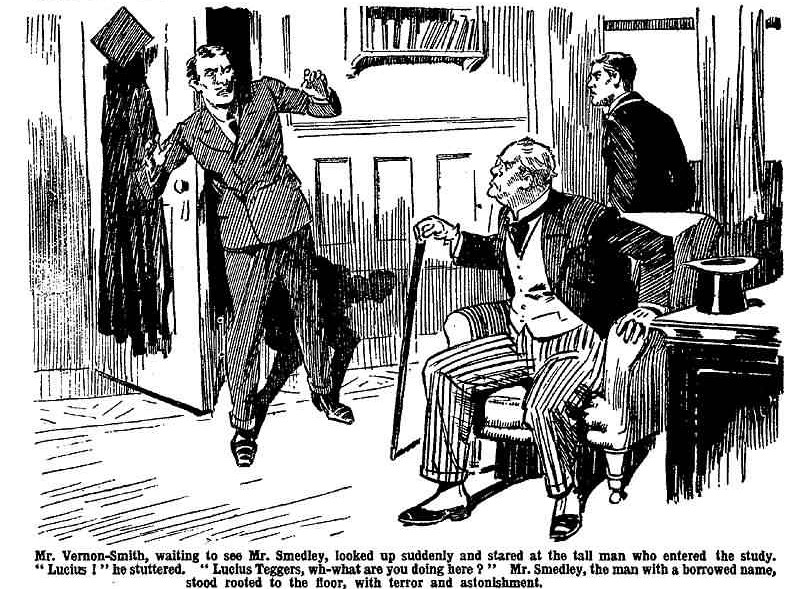 Mr. Vernon-Smith, waiting to see Mr. Smedley, looked up suddenly and stared at the tall man who entered the study.
“ Lucius ! ” he stuttered. “ Lucius Teggers, wh-what are you doing here ? ” Mr. Smedley, the man with a borrowed name,
stood rooted to the floor, with terror and astonishment.